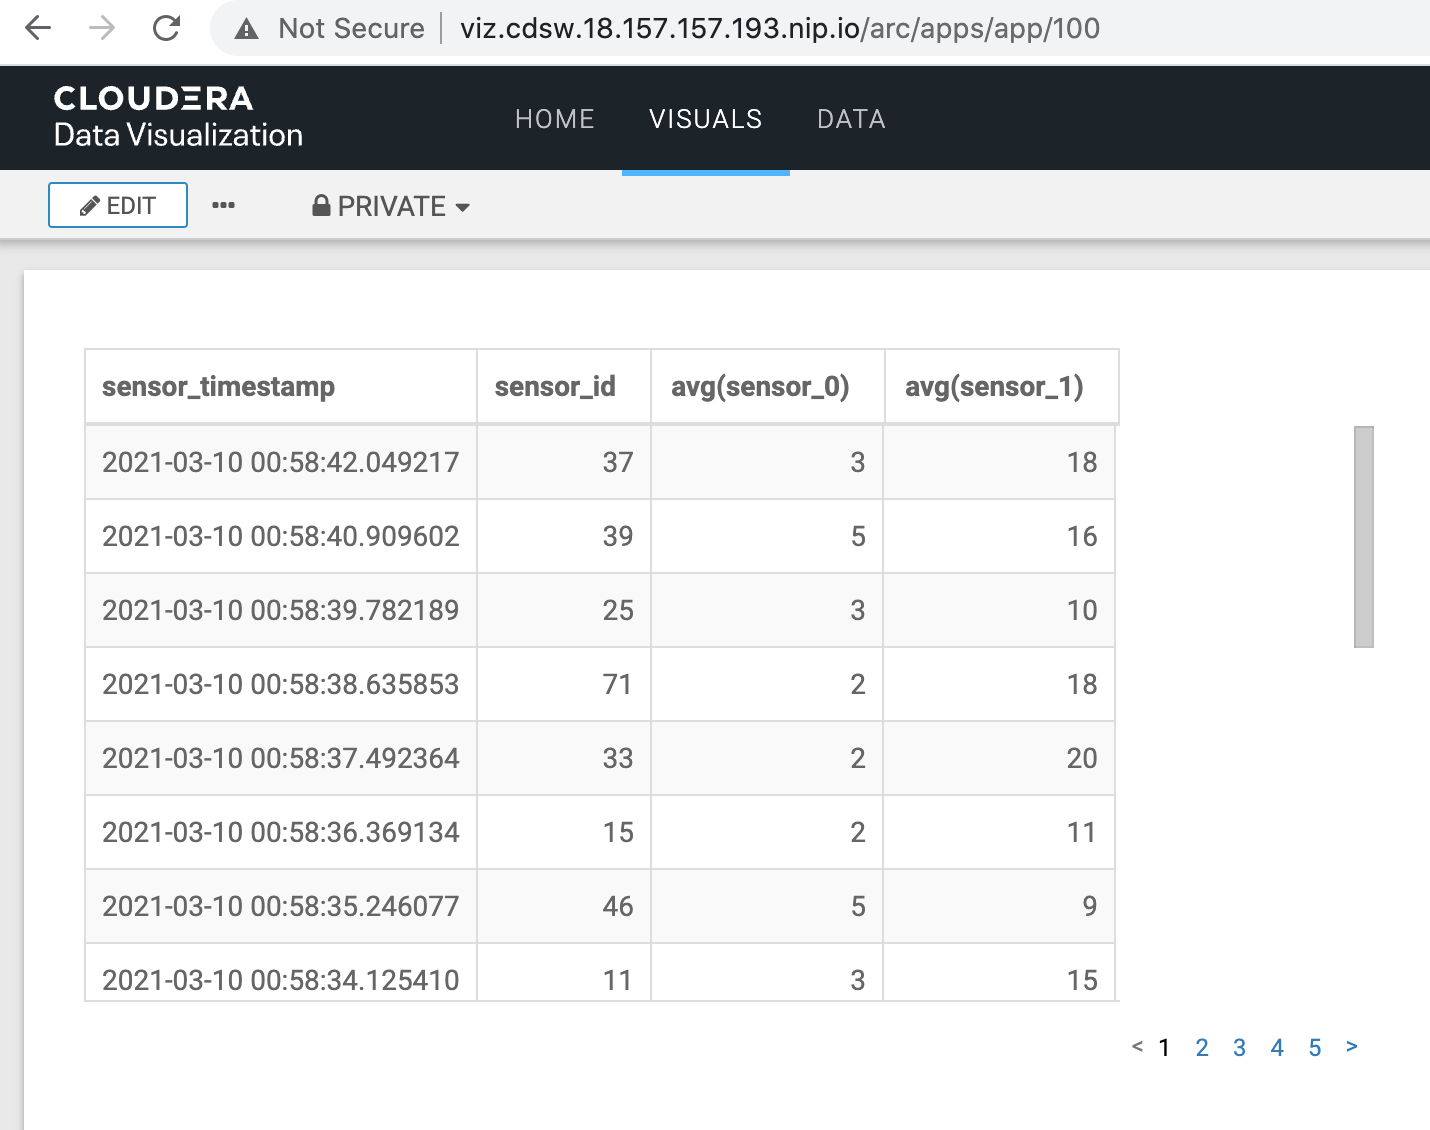 Not Secure viz.cdsw.18.157.157.193.nip.io/arc/apps/app/100
CLOUDERA
Data Visualization
HOME VISUALS DATA
EDIT ... PRIVATE
sensor_timestamp sensor_id avg(sensor_0) avg(sensor_1)
2021-03-10 00:58:42.049217 37 3 18
2021-03-10 00:58:40.909602 39 5 16
2021-03-10 00:58:39.782189 25 3 10
2021-03-10 00:58:38.635853 71 2 18
2021-03-10 00:58:37.492364 33 2 20
2021-03-10 00:58:36.369134 15 2 11
2021-03-10 00:58:35.246077 46 5 9
2021-03-10 00:58:34.125410 11 3 15
< 1 2 3 4 5 >